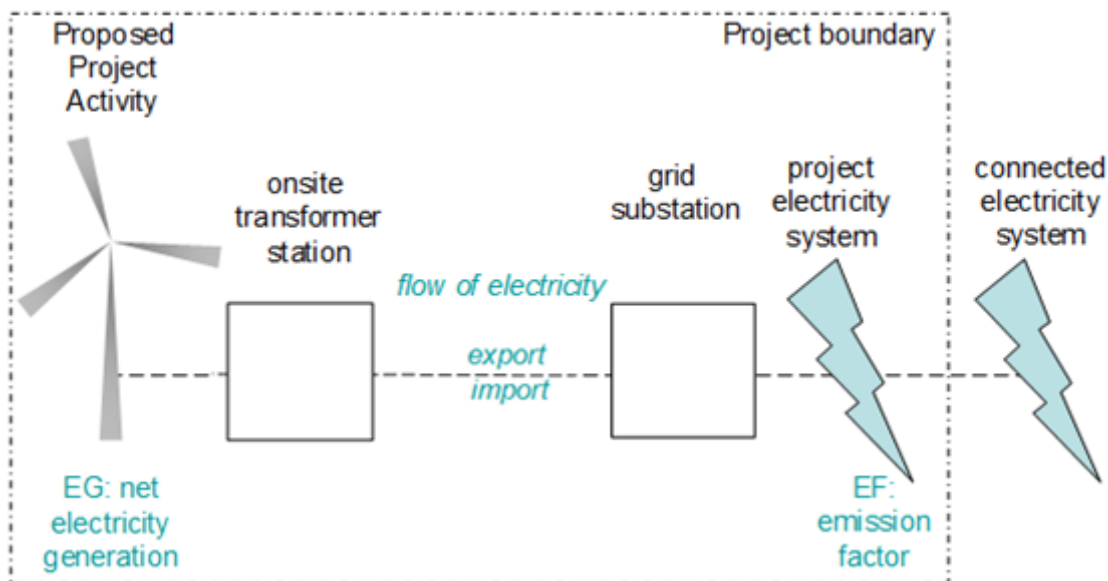 Proposed
Project
Activity
Project boundary
onsite
transformer
station
grid
substation
project
electricity
system
connected
electricity
system
flow of electricity
export
import
EG: net
electricity
generation
EF:
emission
factor